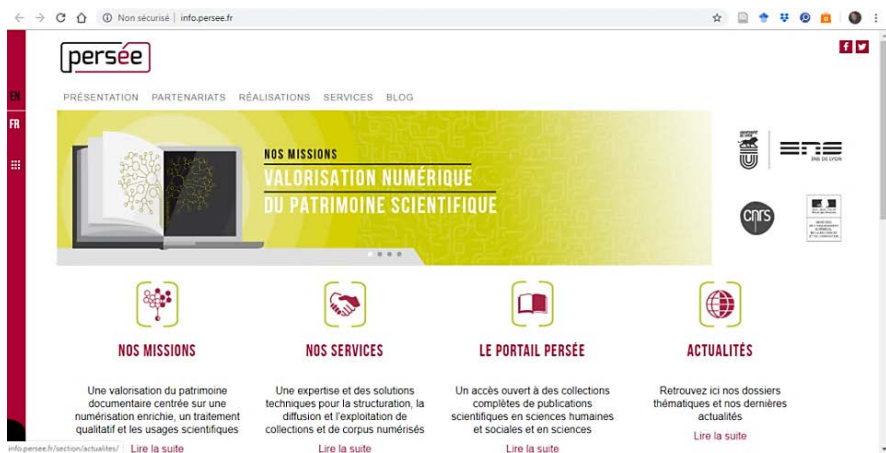 Non sécurisé | info.persee.fr
persée
EN
FR
PRÉSENTATION PARTENARIATS RÉALISATIONS SERVICES BLOG
NOS MISSIONS
VALORISATION NUMÉRIQUE
DU PATRIMOINE SCIENTIFIQUE
ENS
ENS DE LYON
cnrs
NOS MISSIONS
Une valorisation du patrimoine
documentaire centrée sur une
numérisation enrichie, un traitement
qualitatif et les usages scientifiques
Lire la suite
NOS SERVICES
Une expertise et des solutions
techniques pour la structuration, la
diffusion et l'exploitation de
collections et de corpus numérisés
Lire la suite
LE PORTAIL PERSÉE
Un accès ouvert à des collections
complètes de publications
scientifiques en sciences humaines
et sociales et en sciences
Lire la suite
ACTUALITÉS
Retrouvez ici nos dossiers
thématiques et nos dernières
actualités
Lire la suite
info.persee.fr/section/actualites/